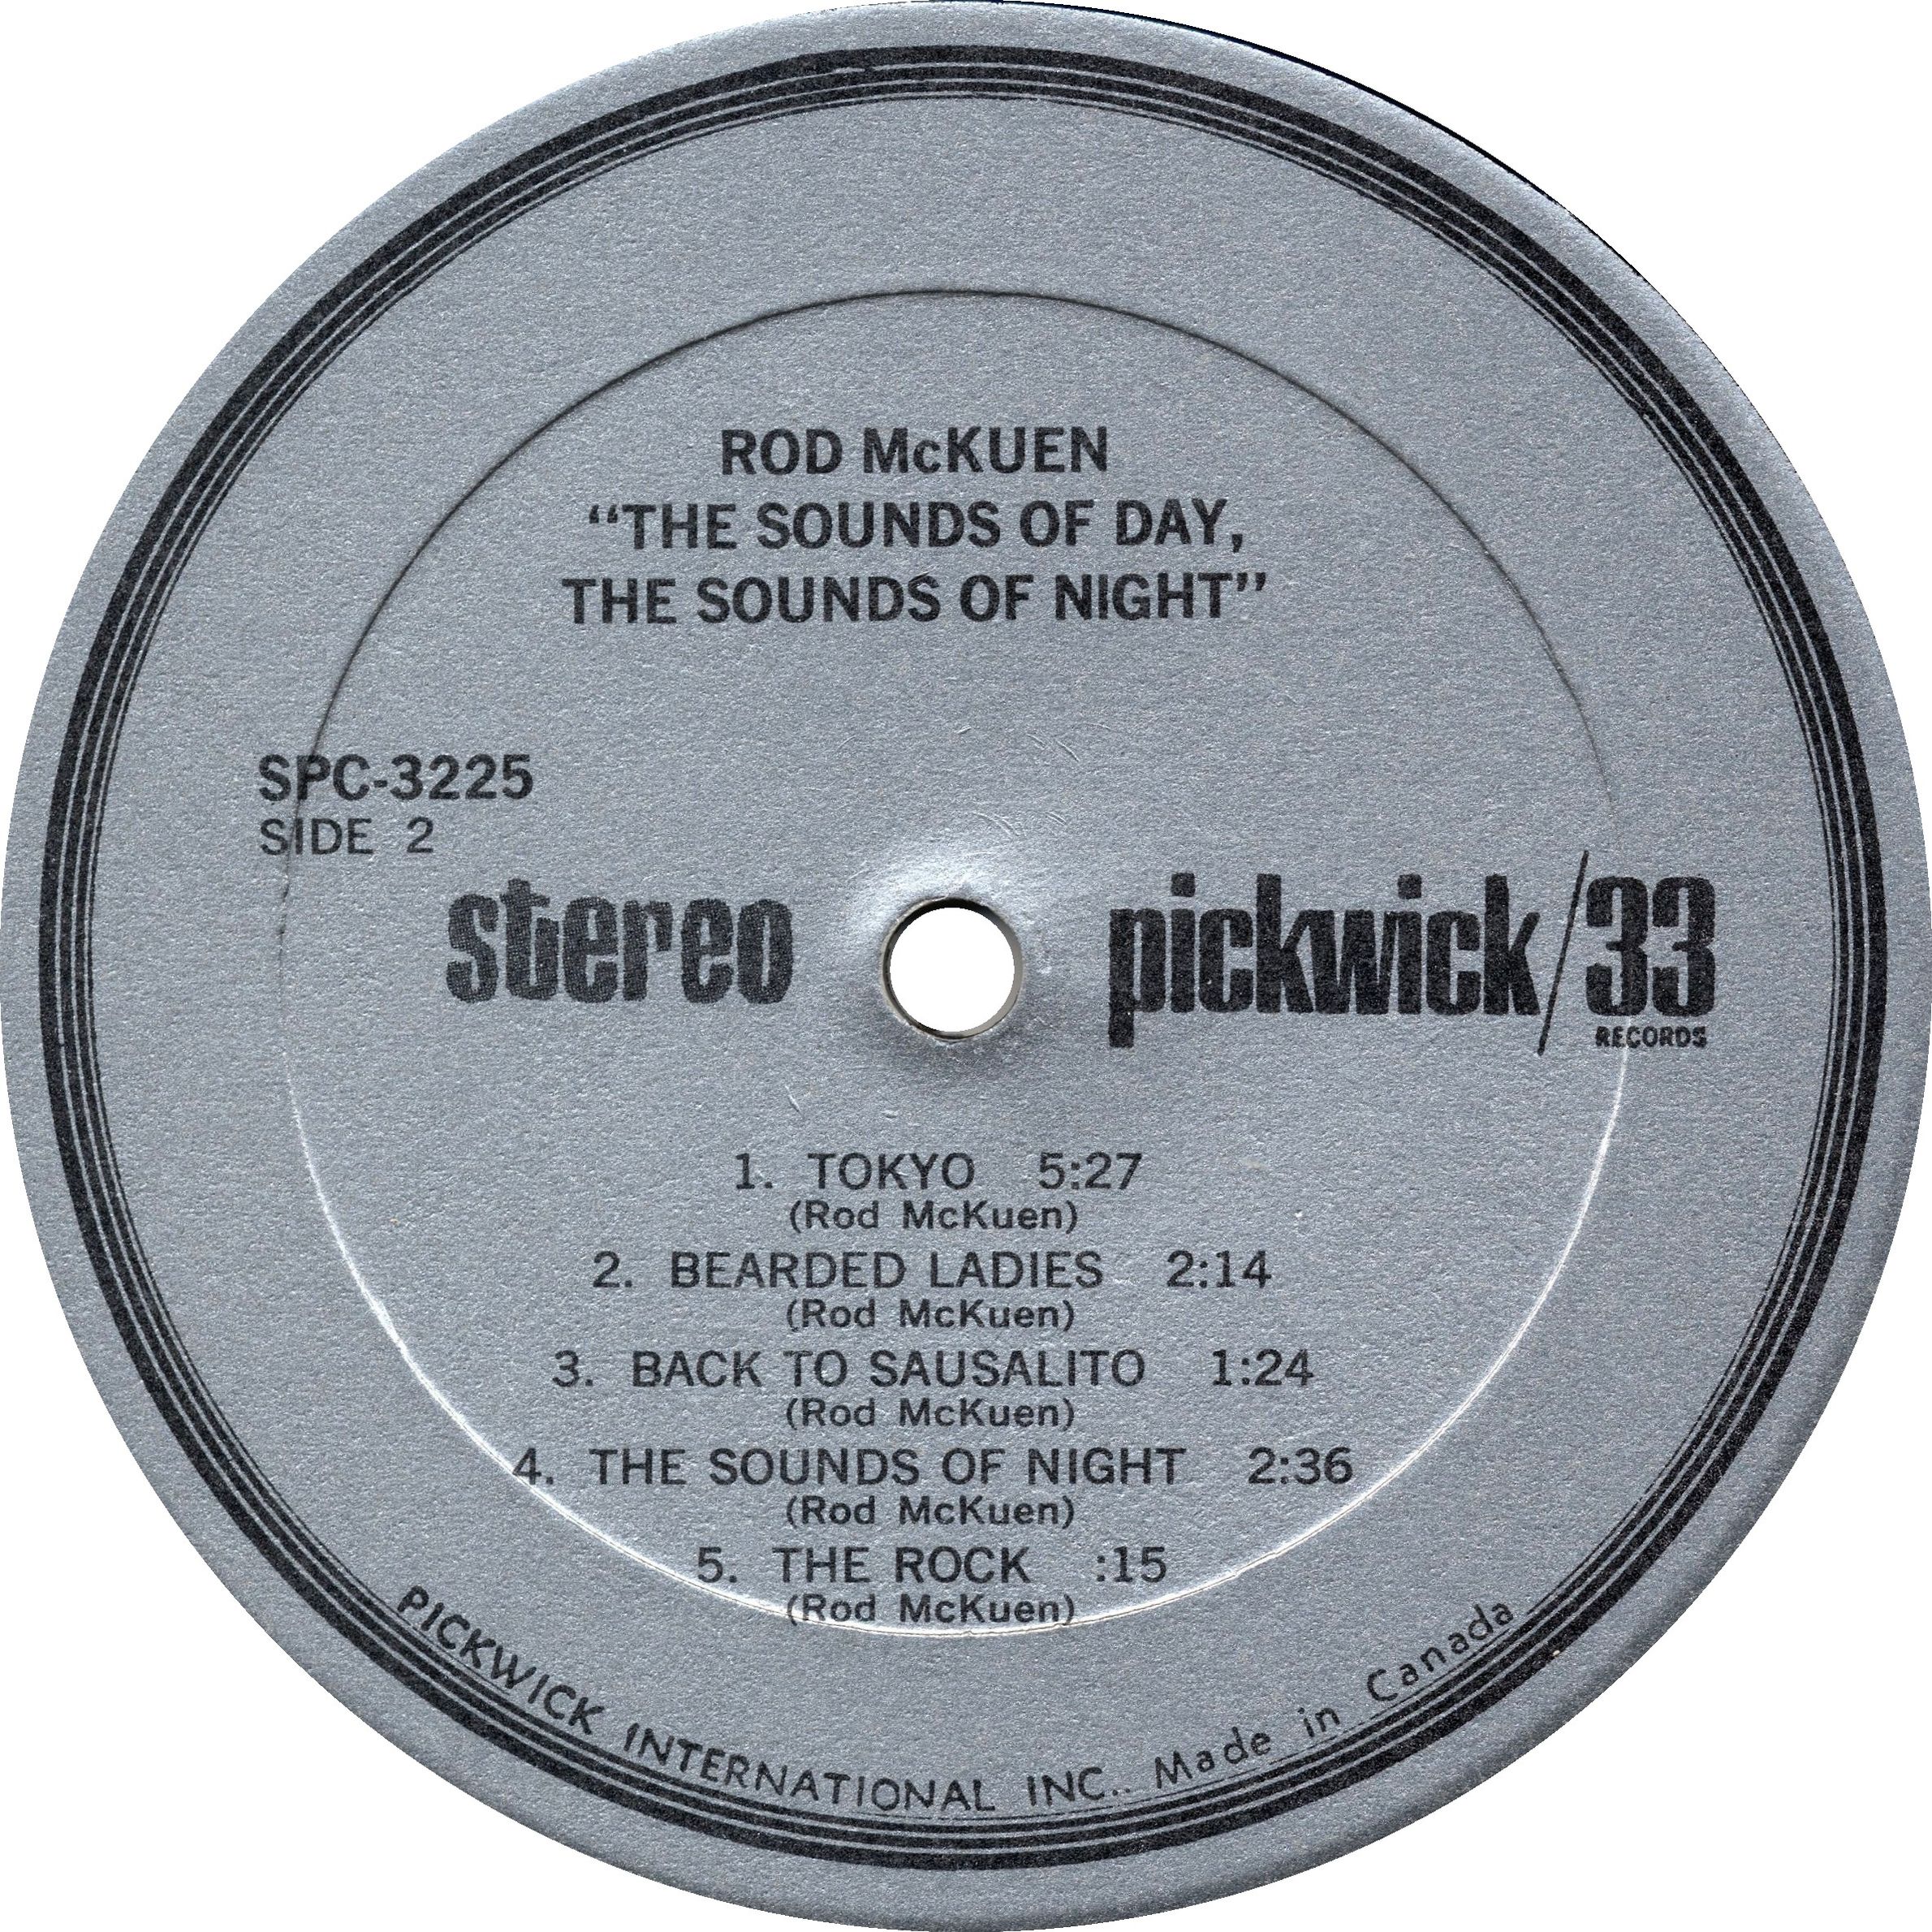 ROD McKUEN
“THE SOUNDS OF DAY,
THE SOUNDS OF NIGHT”
SPC-3225
SIDE 2
stereo
pickwick/33
RECORDS
1. TOKYO 5:27
(Rod McKuen)
2. BEARDED LADIES 2:14
(Rod McKuen)
3. BACK TO SAUSALITO 1:24
(Rod McKuen)
4. THE SOUNDS OF NIGHT 2:36
(Rod McKuen)
5. THE ROCK :15
(Rod McKuen)
PICKWICK INTERNATIONAL INC.. Made in Canada